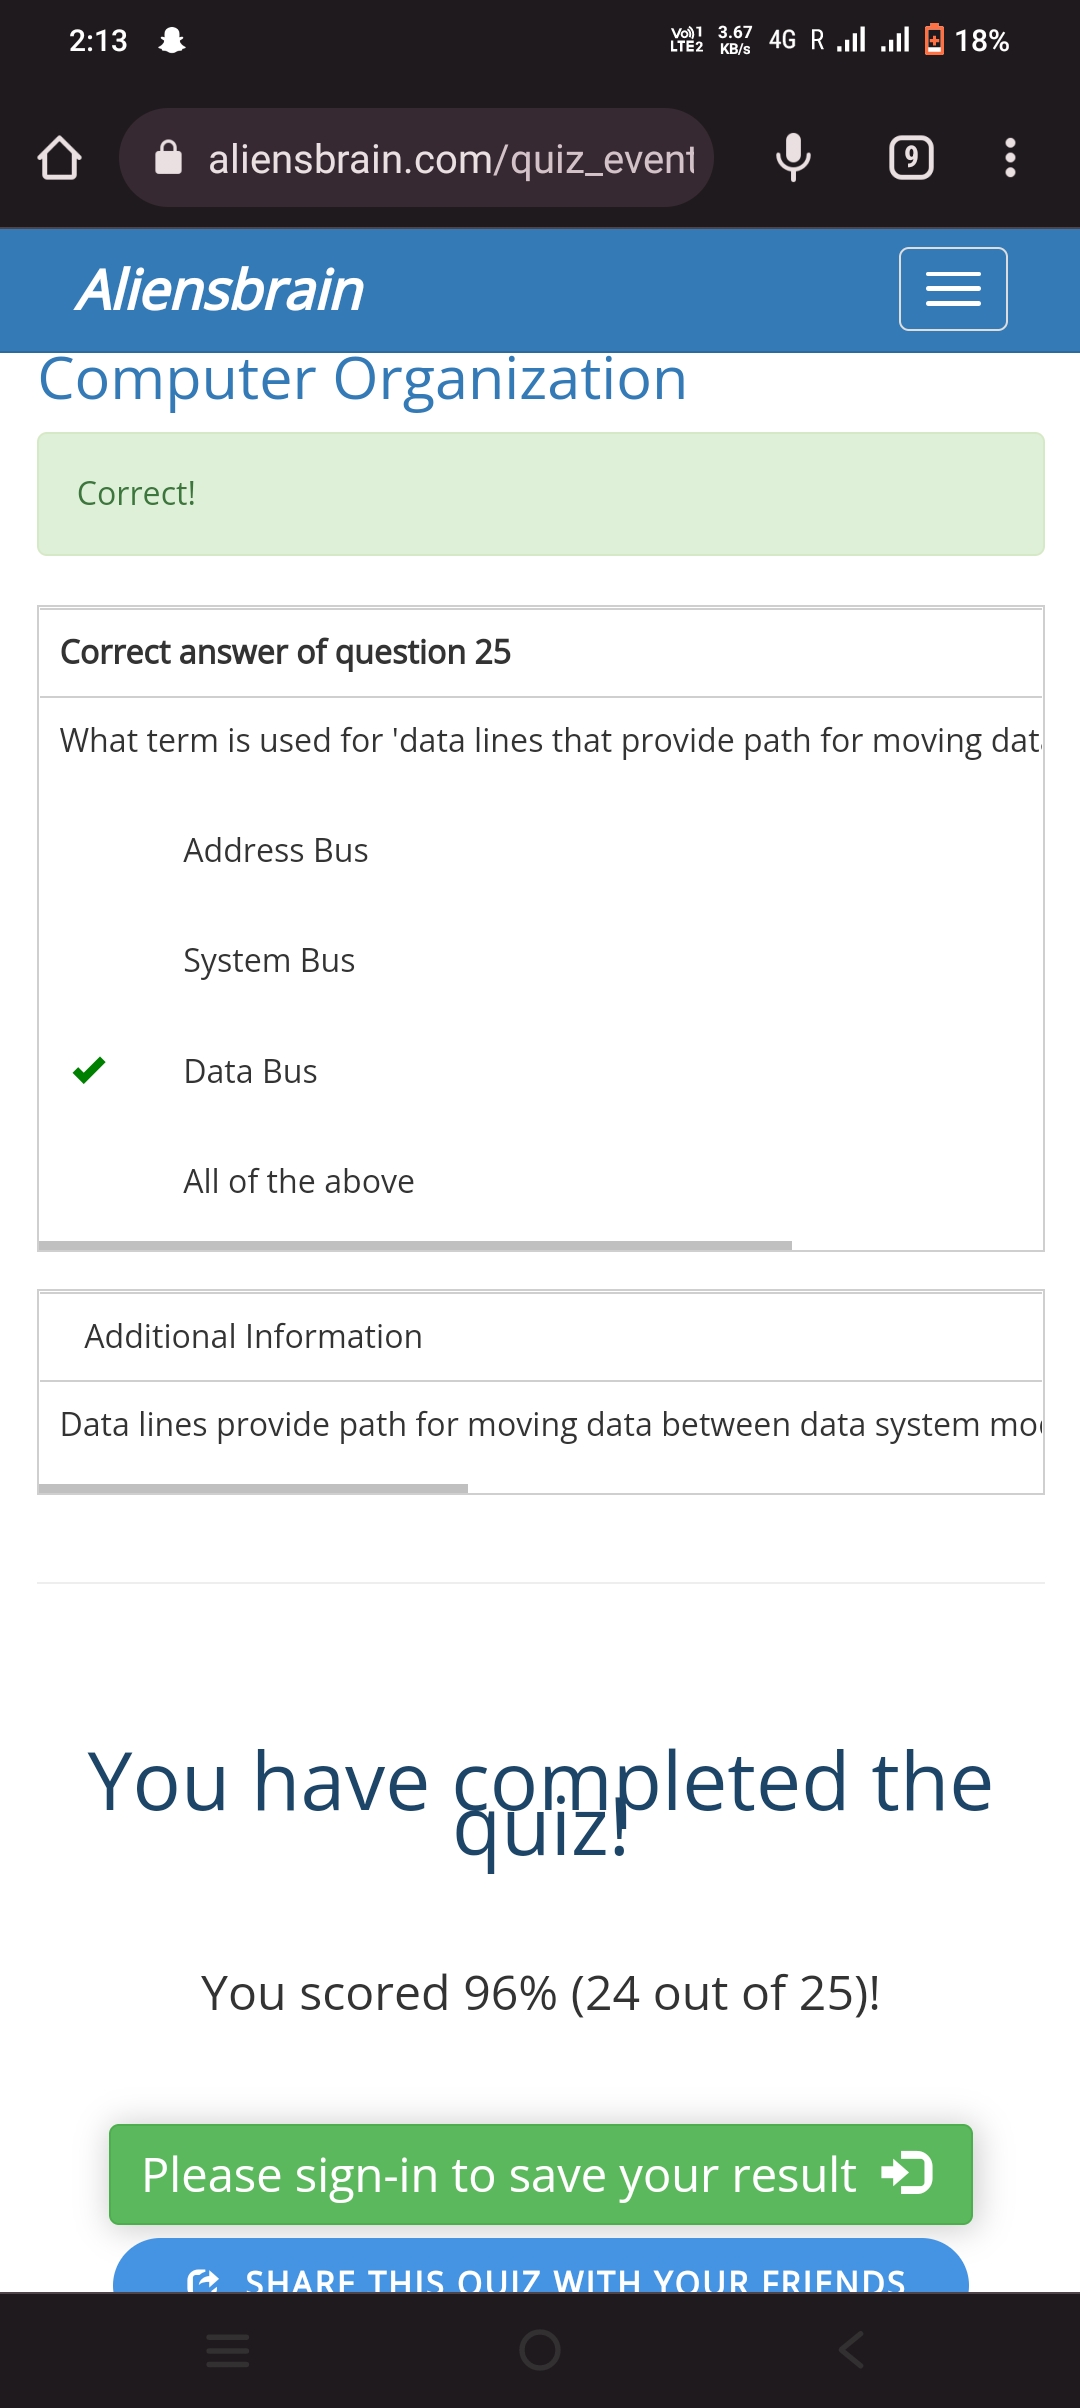 2:13
Vo)) 1 LTE2 3.67 KB/s 4G R 18%
aliensbrain.com/quiz_event
9
Aliensbrain
Computer Organization
Correct!
Correct answer of question 25
What term is used for 'data lines that provide path for moving data
Address Bus
System Bus
Data Bus
All of the above
Additional Information
Data lines provide path for moving data between data system
You have completed the
quiz!
You scored 96% (24 out of 25)!
Please sign-in to save your result
SHARE THIS QUIZ WITH YOUR FRIENDS